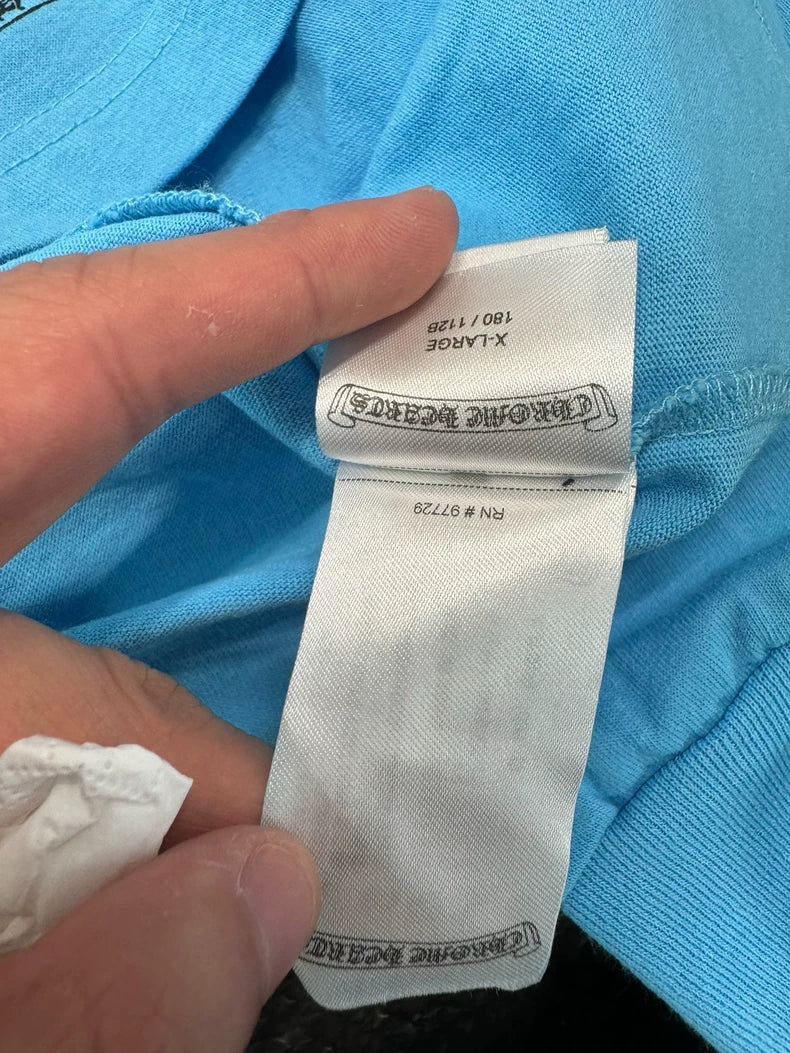 Chrome Hearts
RN # 97729
Chrome Hearts
X-LARGE
180 / 112B